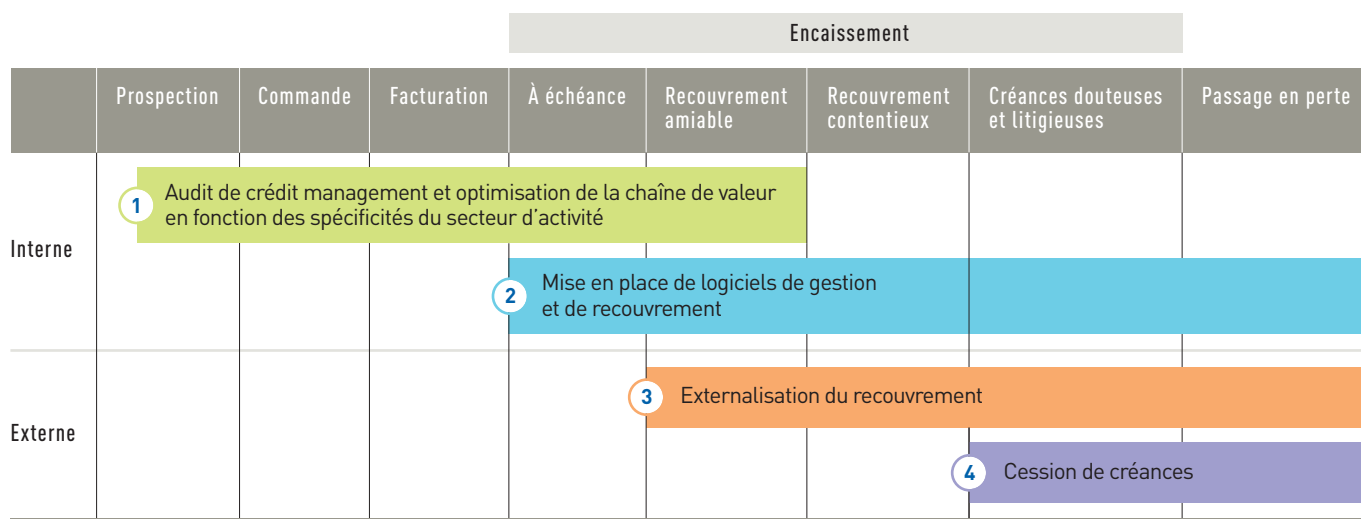 Encaissement
Prospection
Commande
Facturation
À échéance
Recouvrement
amiable
Recouvrement
contentieux
Créances douteuses
et litigieuses
Passage en perte
Interne
1
Audit de crédit management et optimisation de la chaîne de valeur
en fonction des spécificités du secteur d’activité
2
Mise en place de logiciels de gestion
et de recouvrement
Externe
3
Externalisation du recouvrement
4
Cession de créances